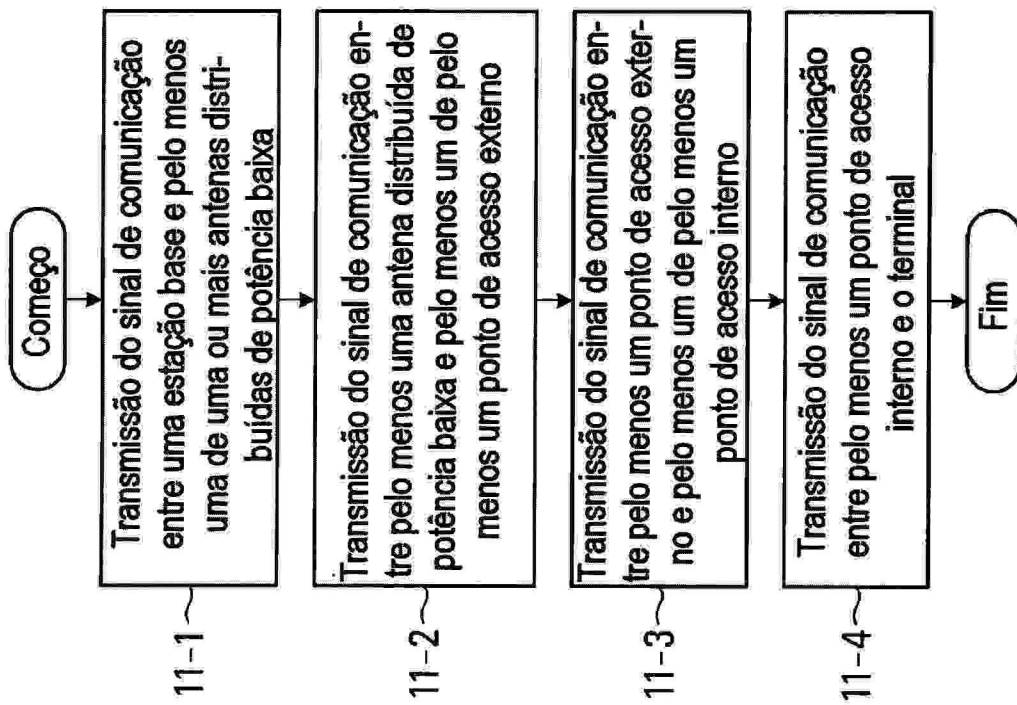 Começo
Transmissão do sinal de comunicação
entre uma estação base e pelo menos
uma de uma ou mais antenas distri-
buídas de potência baixa
11-1
Transmissão do sinal de comunicação en-
tre pelo menos uma antena distribuída de
potência baixa e pelo menos um de pelo
menos um ponto de acesso externo
11-2
Transmissão do sinal de comunicação en-
tre pelo menos um ponto de acesso exter-
no e pelo menos um de pelo menos um
ponto de acesso interno
11-3
Transmissão do sinal de comunicação
entre pelo menos um ponto de acesso
interno e o terminal
11-4
Fim